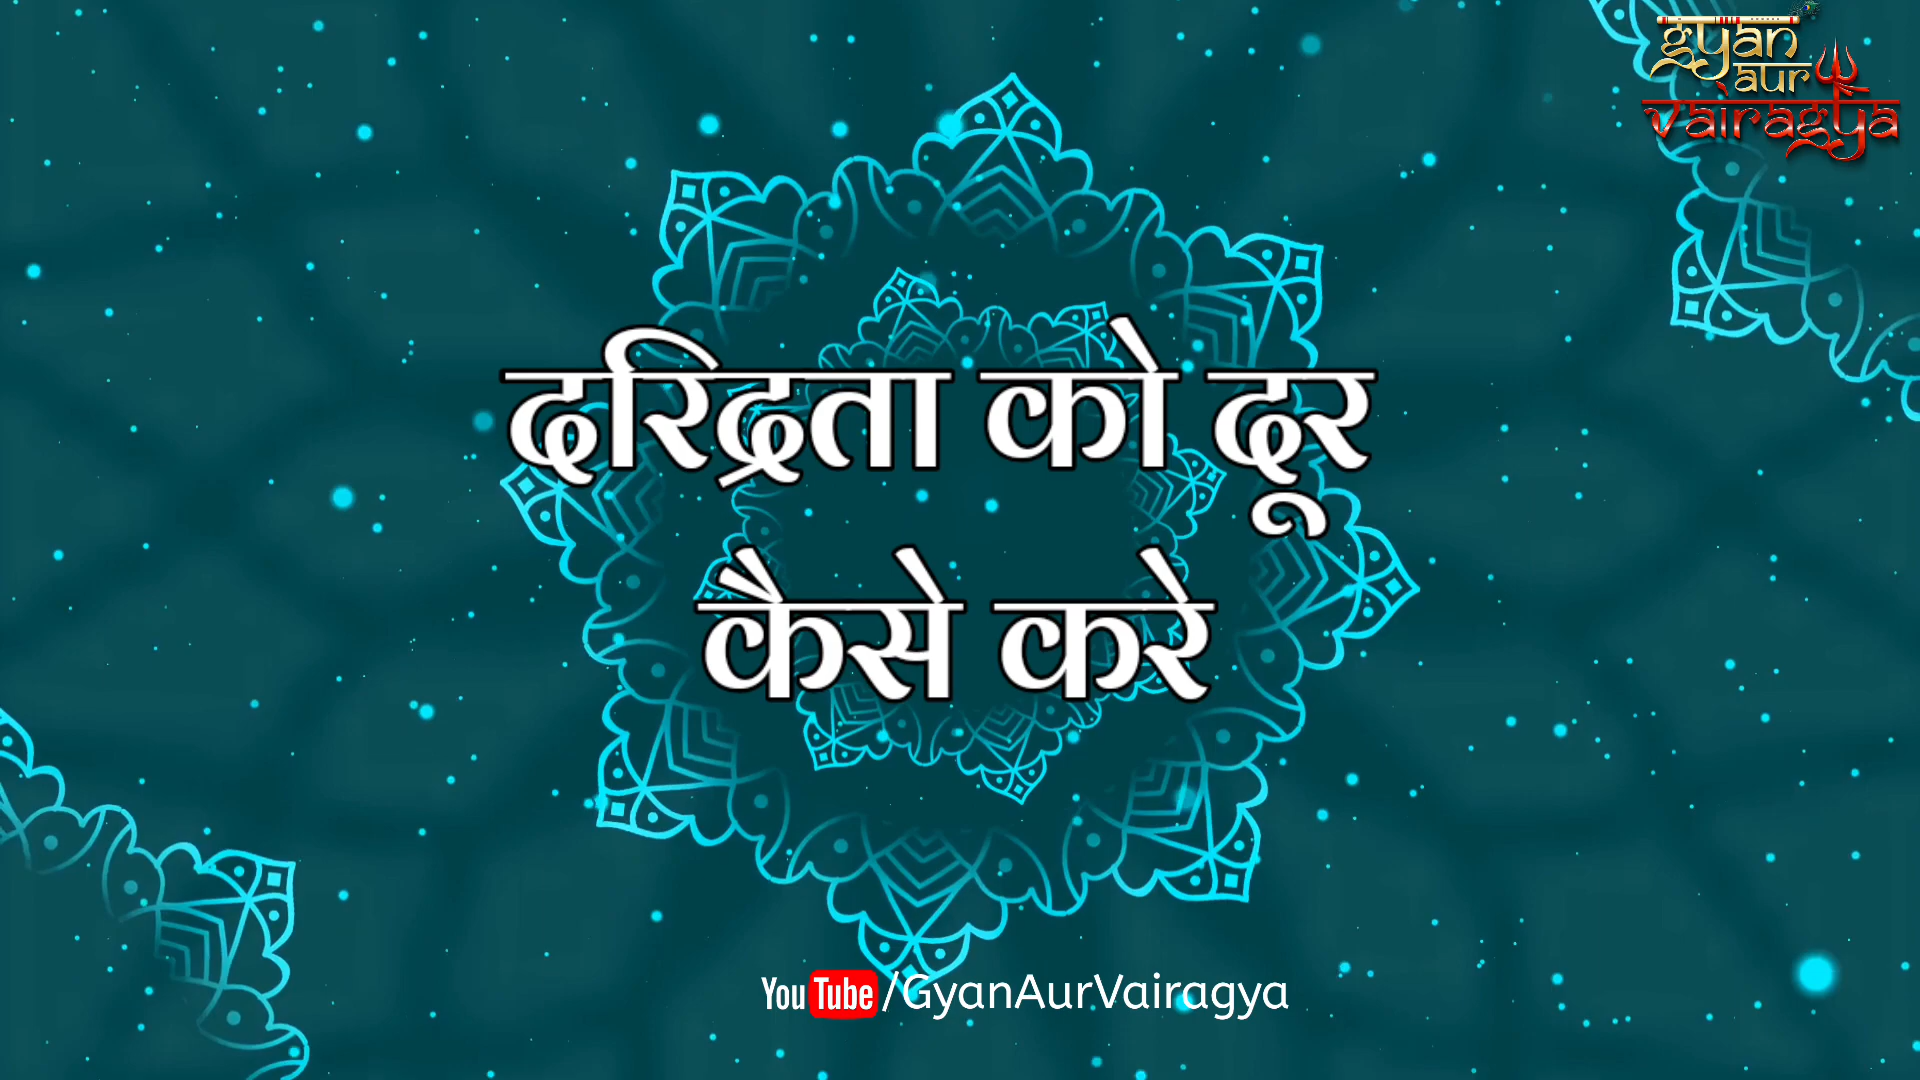 gyan
aur
vairagya
दरिद्रता को दूर
कैसे करे
YouTube/GyanAurVairagya